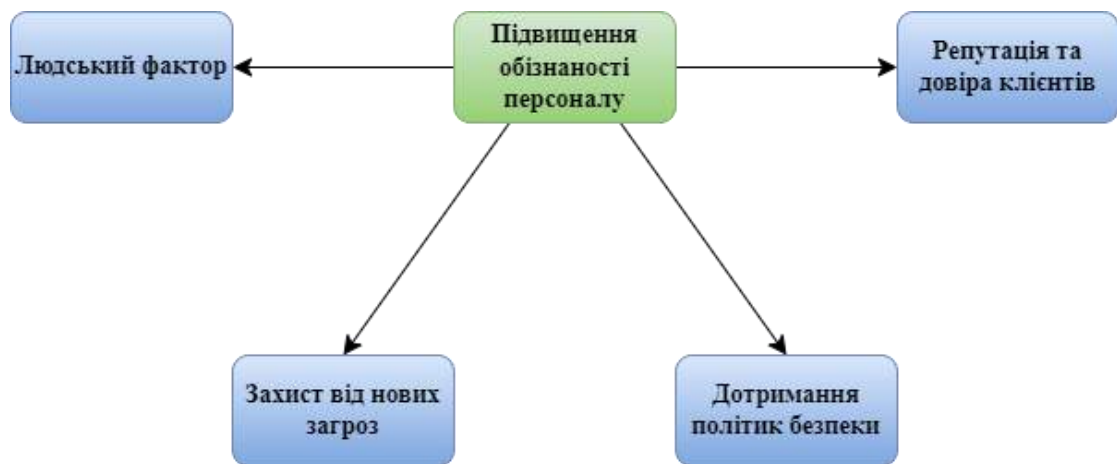 Людський фактор
Підвищення
обізнаності
персоналу
Репутація та
довіра клієнтів
Захист від нових
загроз
Дотримання
політик безпеки